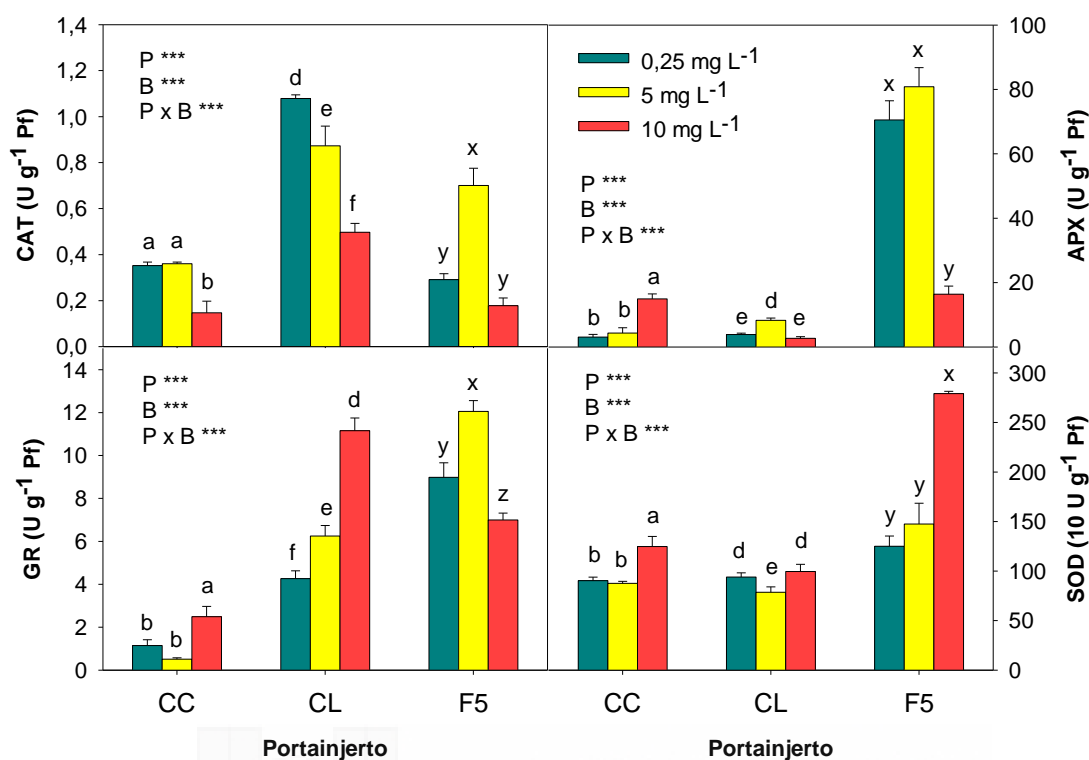 1,4
1,2
1,0
0,8
0,6
0,4
0,2
0,0
CAT (U g⁻¹ Pf)
P ***
B ***
P x B ***
a a b
d e f
y x y
0,25 mg L⁻¹
5 mg L⁻¹
10 mg L⁻¹
P ***
B ***
P x B ***
b b a
e d e
x x y
100
80
60
40
20
0
APX (U g⁻¹ Pf)
14
12
10
8
6
4
2
0
GR (U g⁻¹ Pf)
P ***
B ***
P x B ***
b b a
f e d
y x z
CC CL F5
Portainjerto
P ***
B ***
P x B ***
b b a
d e d
y y x
300
250
200
150
100
50
0
SOD (10 U g⁻¹ Pf)
CC CL F5
Portainjerto